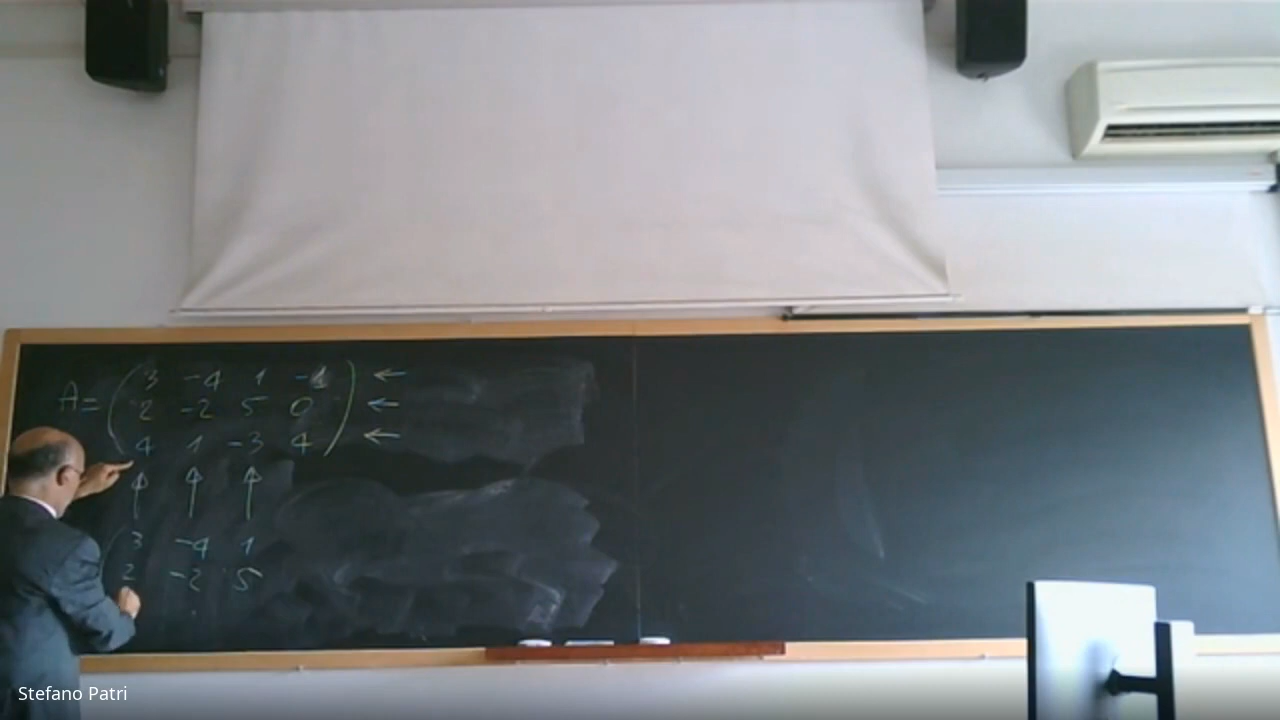 A = ( 3 -4 1 -1 ) ←
2 -2 5 0 ←
4 1 -3 4 ←
↑ ↑ ↑
( 3 -4 1
2 -2 5
Stefano Patri